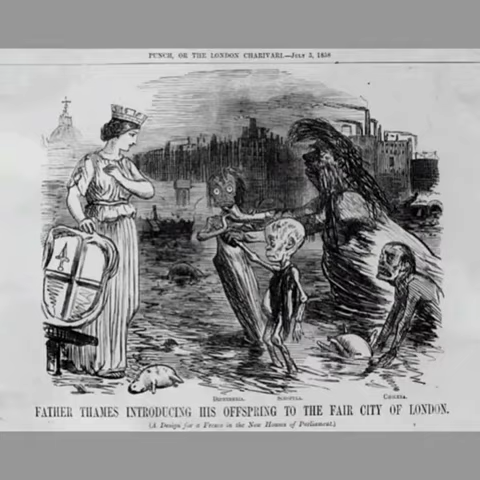 PUNCH, OR THE LONDON CHARIVARI.—July 3, 1858
DIPHTHERIA. SCROFULA. CHOLERA.
FATHER THAMES INTRODUCING HIS OFFSPRING TO THE FAIR CITY OF LONDON.
(A Design for a Fresco in the New Houses of Parliament.)